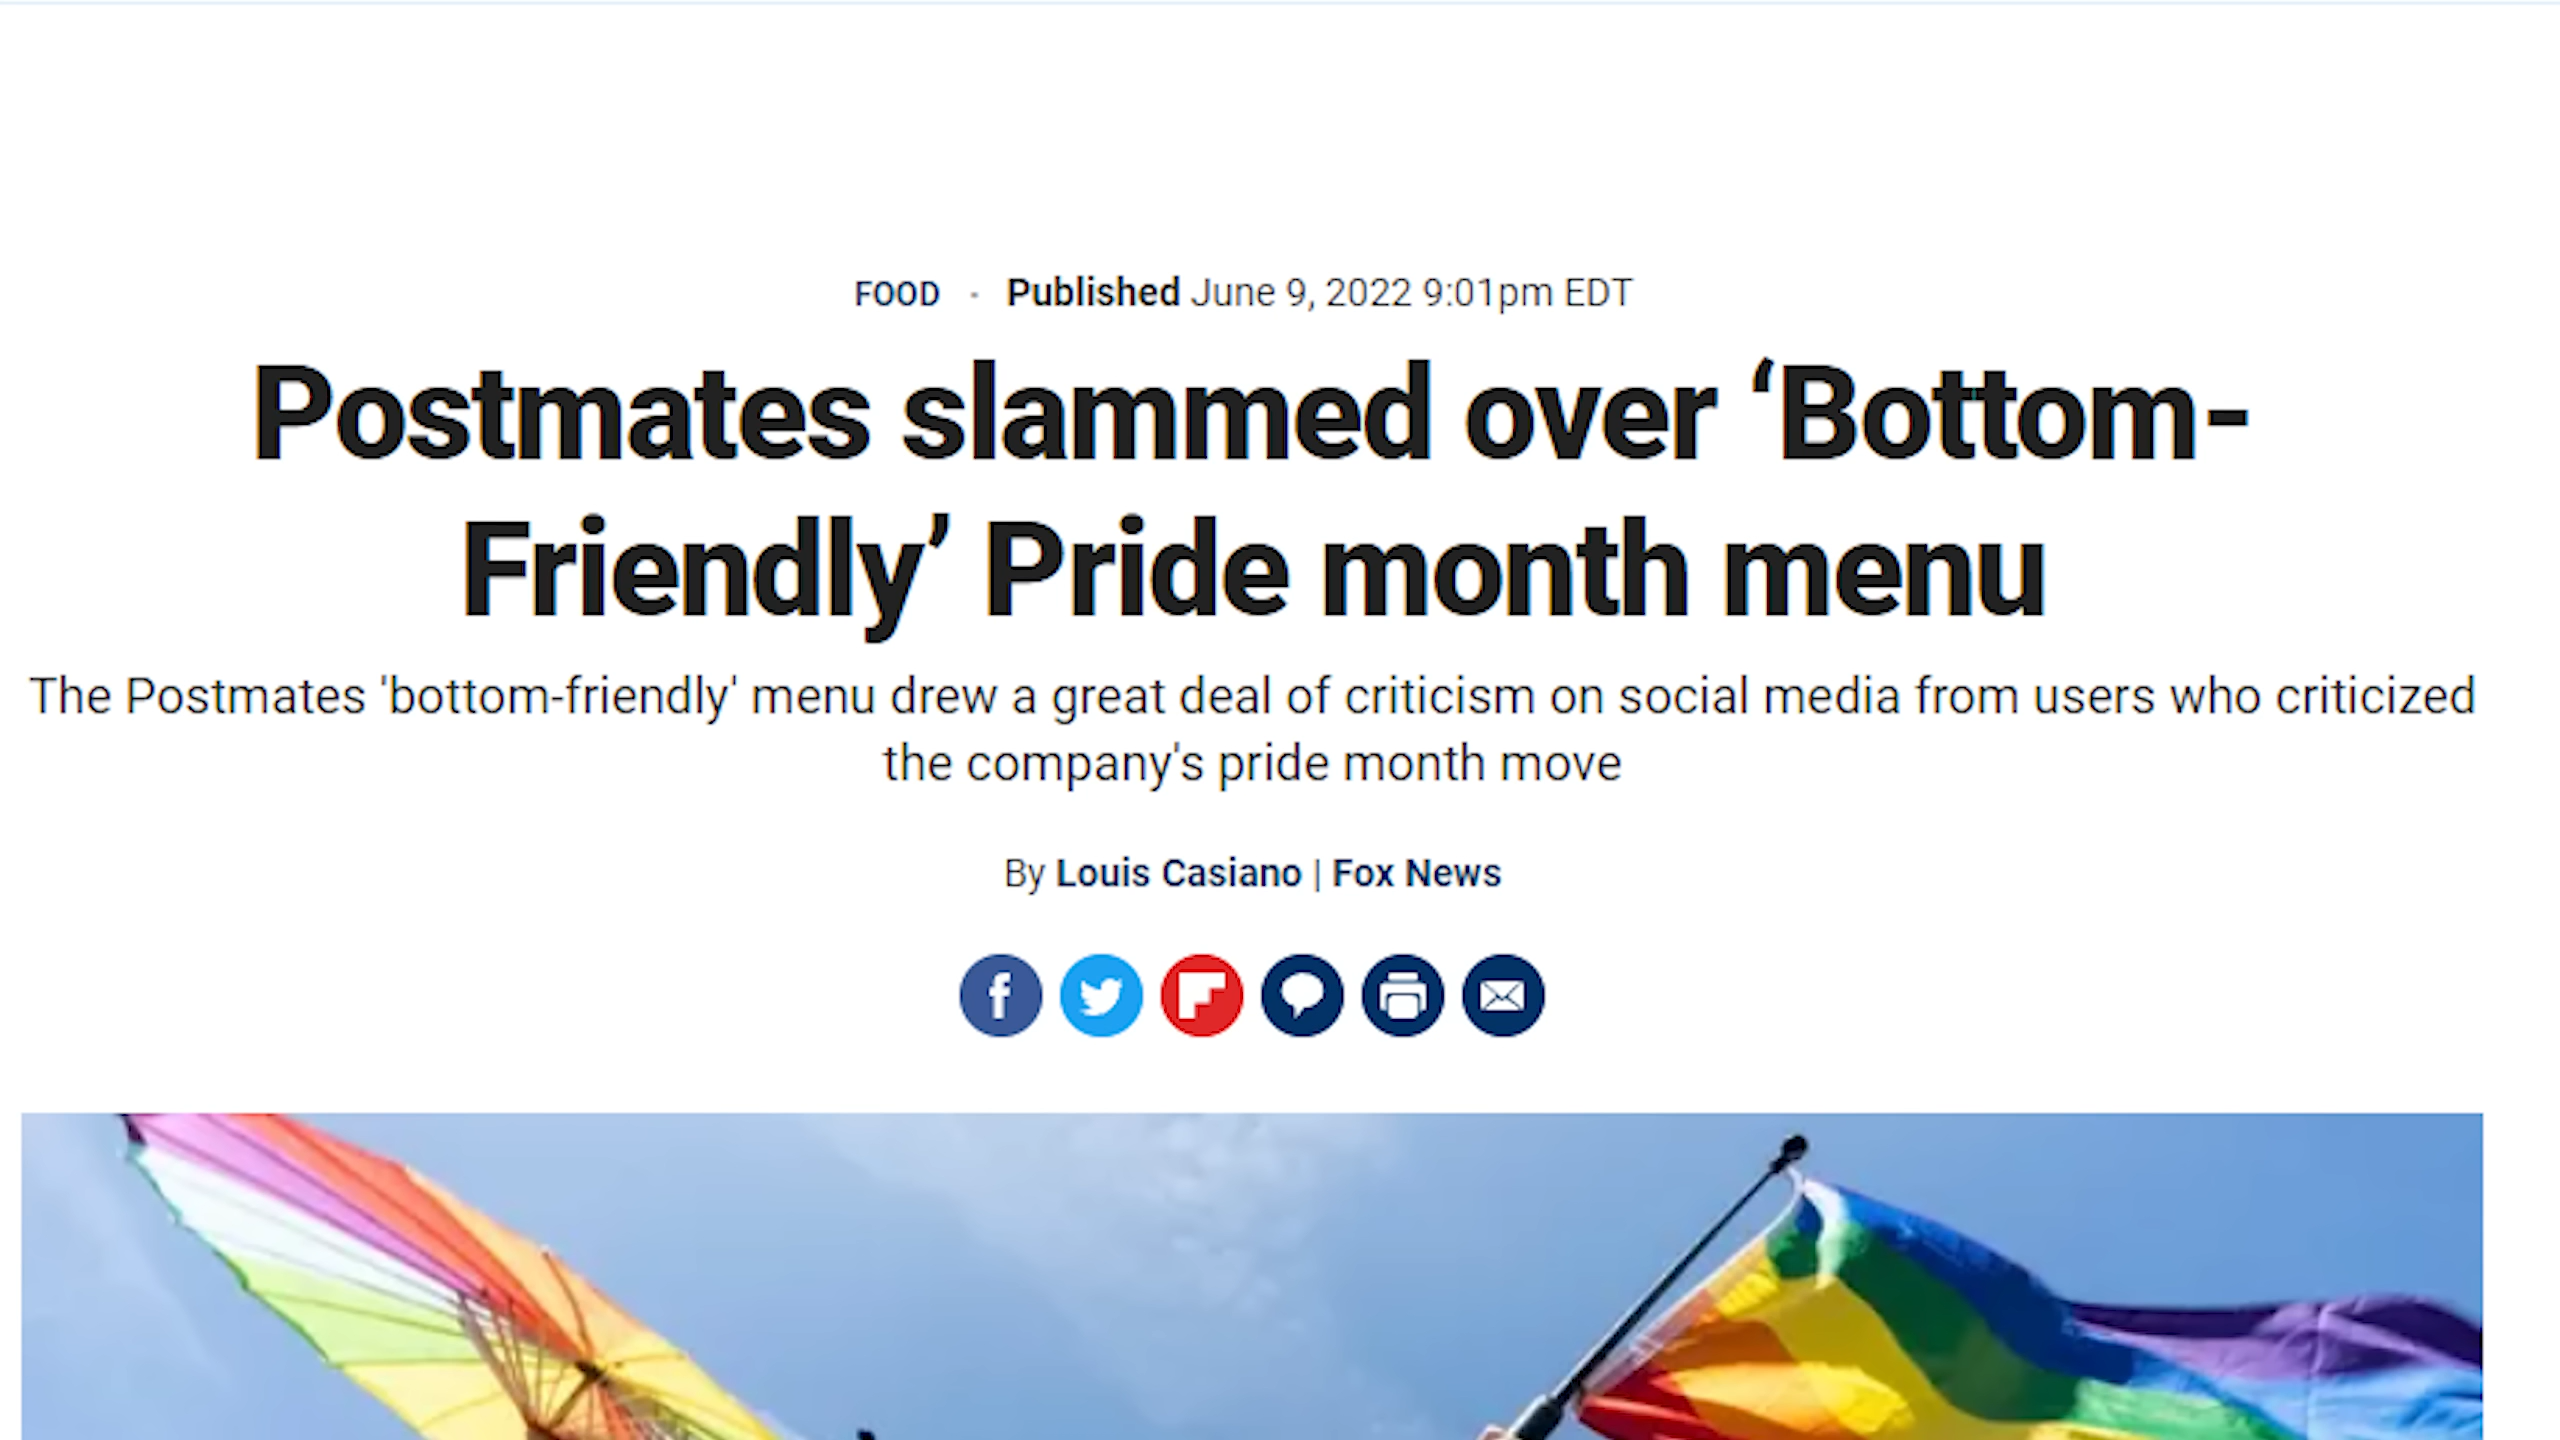 FOOD · Published June 9, 2022 9:01pm EDT
Postmates slammed over ‘Bottom-
Friendly’ Pride month menu
The Postmates 'bottom-friendly' menu drew a great deal of criticism on social media from users who criticized
the company's pride month move
By Louis Casiano | Fox News